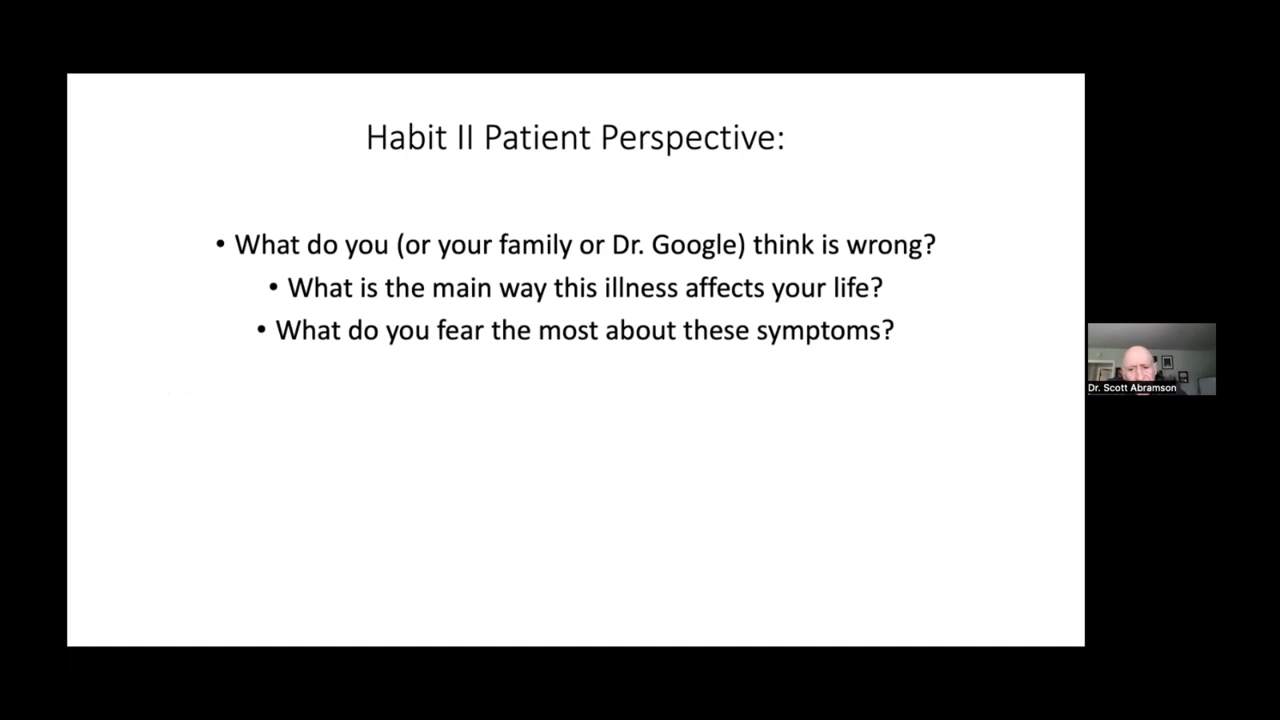 Habit II Patient Perspective:
• What do you (or your family or Dr. Google) think is wrong?
• What is the main way this illness affects your life?
• What do you fear the most about these symptoms?
Dr. Scott Abramson